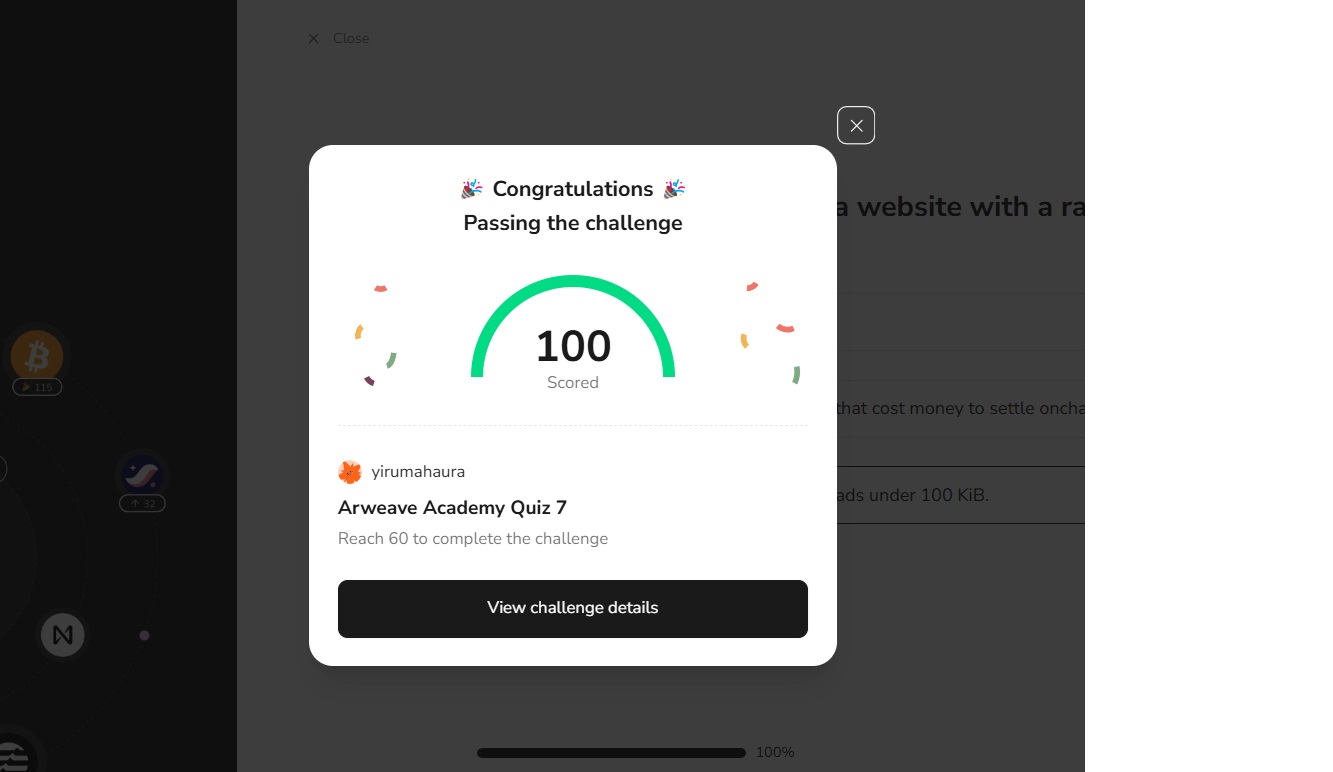 Close
Congratulations
Passing the challenge
a website with a ra
100
Scored
115
that cost money to settle oncha
yirumahaura
32
ads under 100 KiB.
Arweave Academy Quiz 7
Reach 60 to complete the challenge
View challenge details
100%